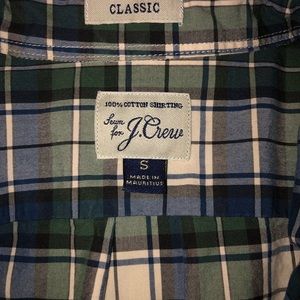 CLASSIC
100% COTTON SHIRTING
Sewn
for J.Crew
S
MADE IN
MAURITIUS